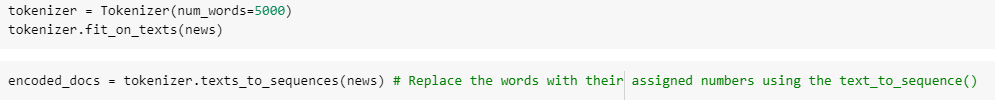 tokenizer = Tokenizer(num_words=5000)
tokenizer.fit_on_texts(news)
encoded_docs = tokenizer.texts_to_sequences(news) # Replace the words with their assigned numbers using the text_to_sequence()